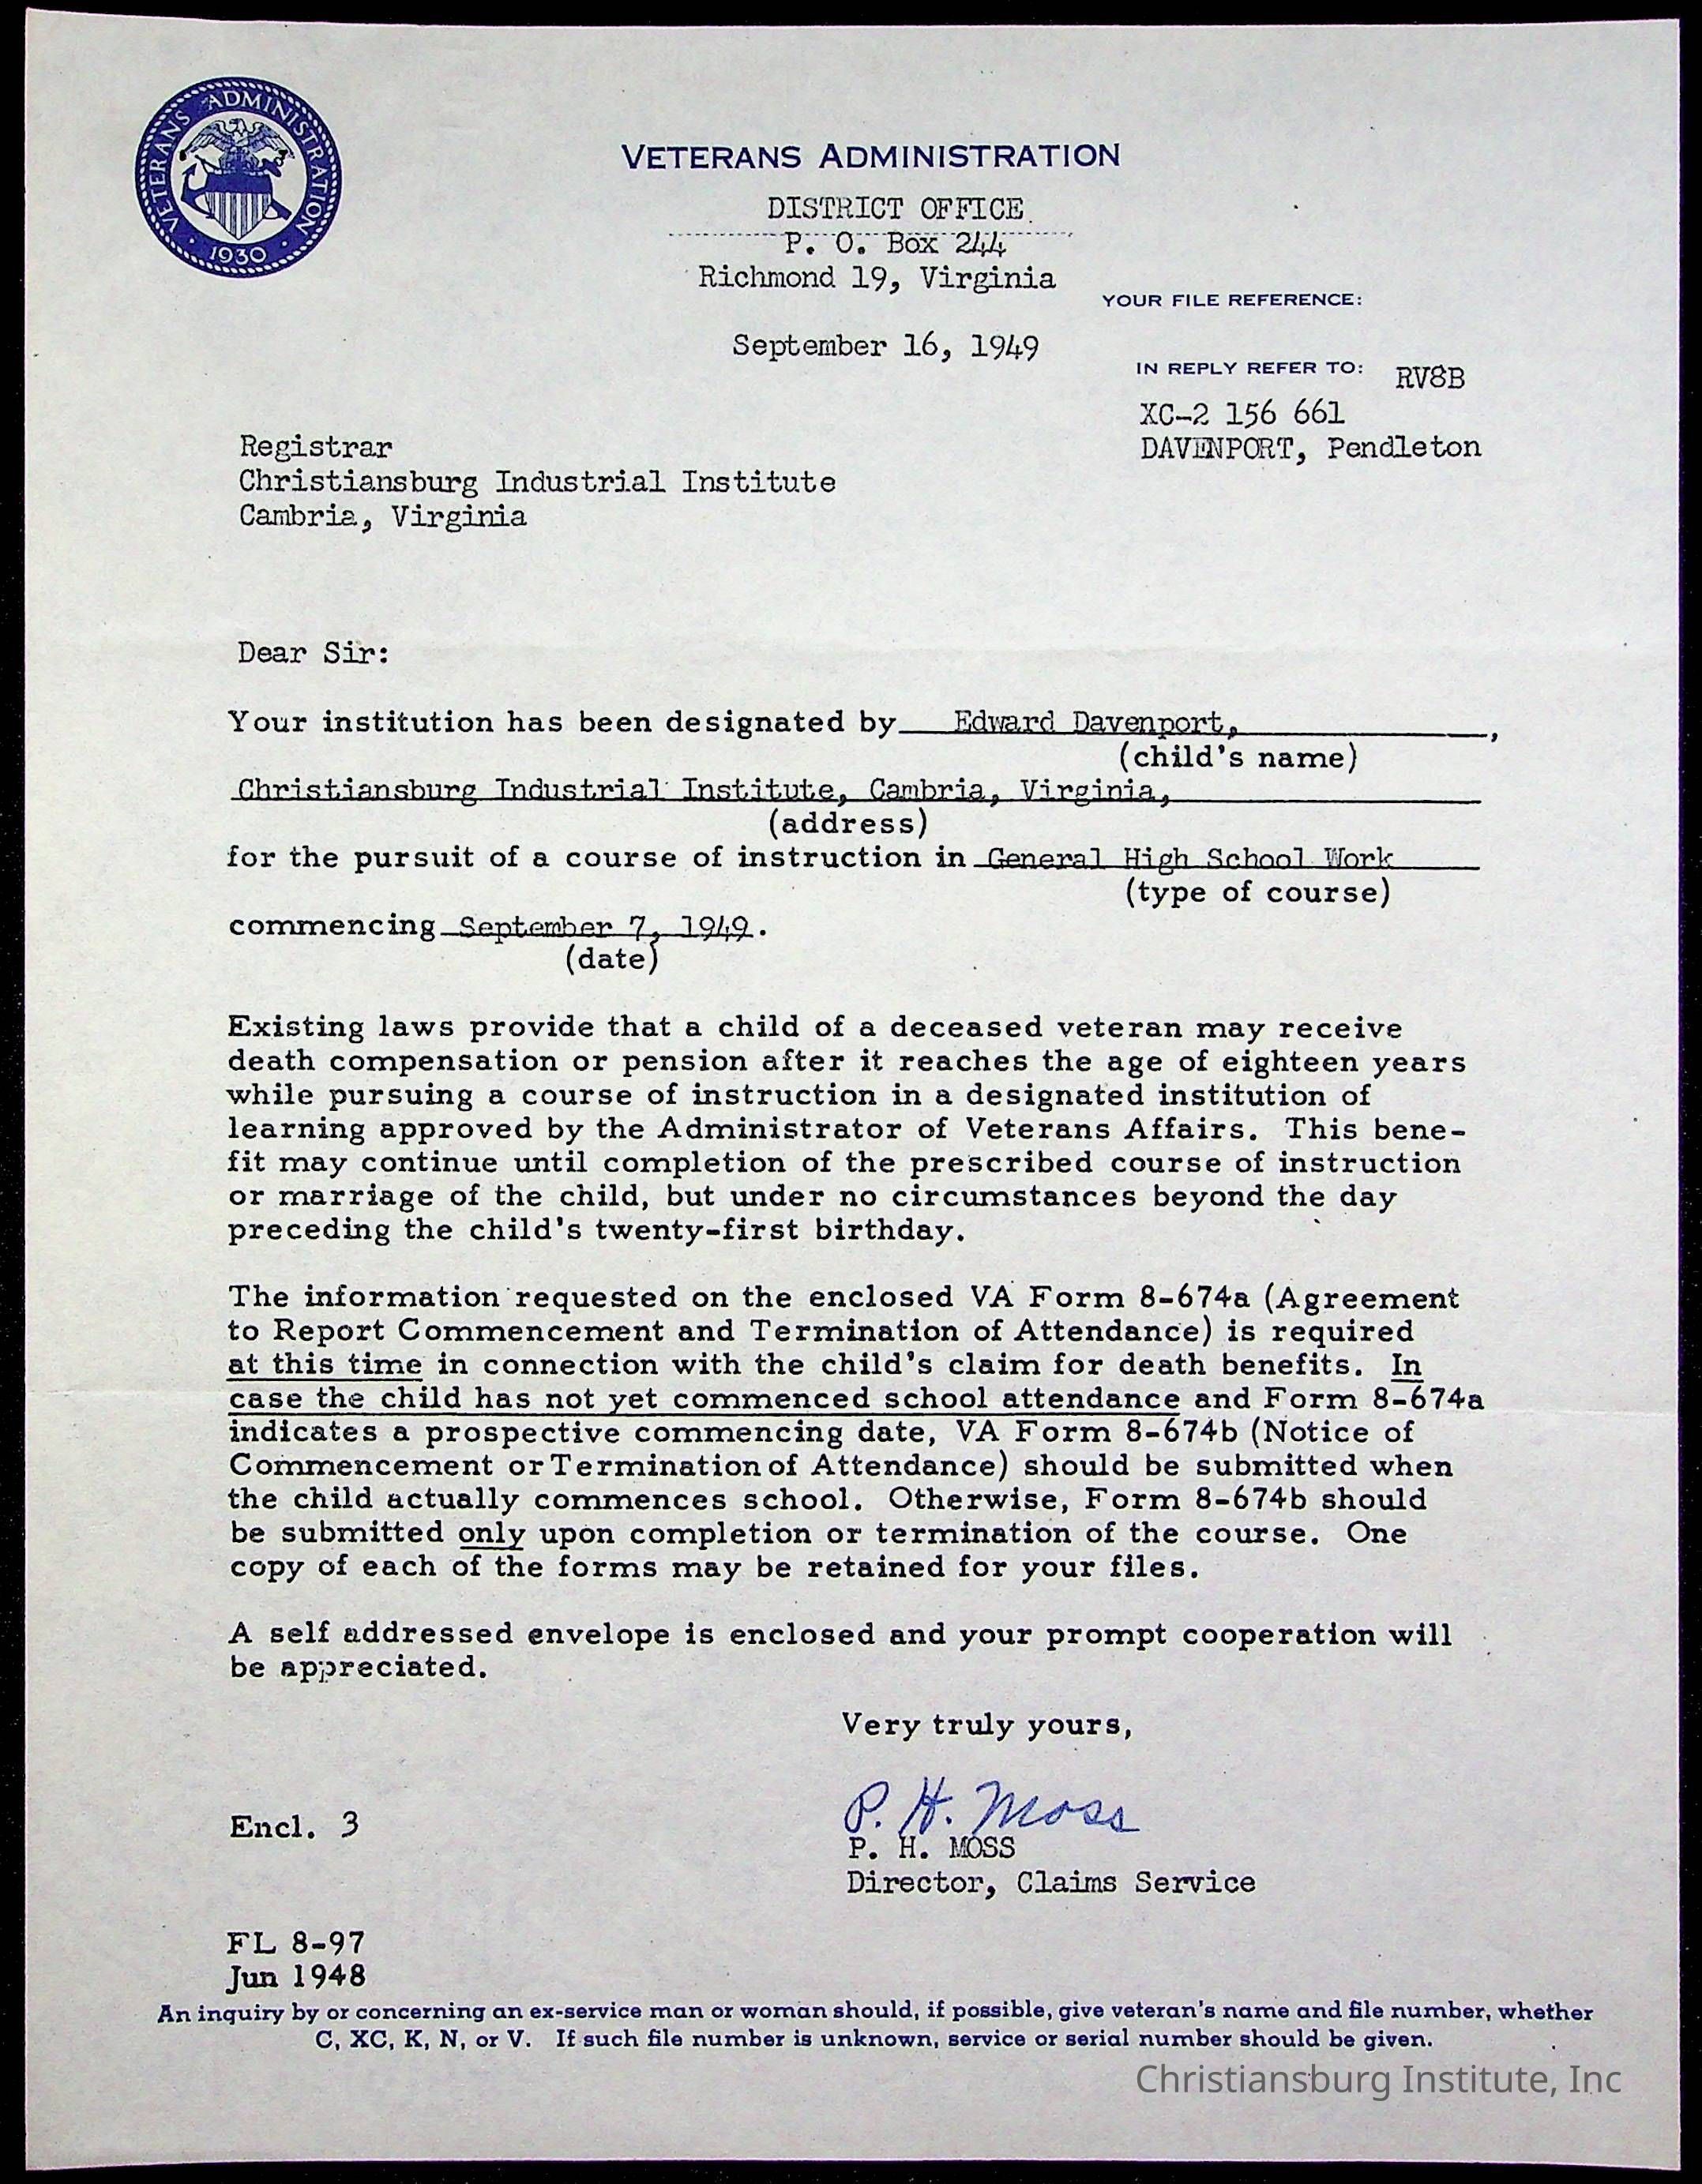 VETERANS ADMINISTRATION
1930
VETERANS ADMINISTRATION
DISTRICT OFFICE
P. O. Box 244
Richmond 19, Virginia
YOUR FILE REFERENCE:
September 16, 1949
IN REPLY REFER TO: RV8B
XC-2 156 661
DAVENPORT, Pendleton
Registrar
Christiansburg Industrial Institute
Cambria, Virginia
Dear Sir:
Your institution has been designated by Edward Davenport, ,
(child's name)
Christiansburg Industrial Institute, Cambria, Virginia,
(address)
for the pursuit of a course of instruction in General High School Work
(type of course)
commencing September 7, 1949.
(date)
Existing laws provide that a child of a deceased veteran may receive
death compensation or pension after it reaches the age of eighteen years
while pursuing a course of instruction in a designated institution of
learning approved by the Administrator of Veterans Affairs. This bene-
fit may continue until completion of the prescribed course of instruction
or marriage of the child, but under no circumstances beyond the day
preceding the child's twenty-first birthday.
The information requested on the enclosed VA Form 8-674a (Agreement
to Report Commencement and Termination of Attendance) is required
at this time in connection with the child's claim for death benefits. In
case the child has not yet commenced school attendance and Form 8-674a
indicates a prospective commencing date, VA Form 8-674b (Notice of
Commencement or Termination of Attendance) should be submitted when
the child actually commences school. Otherwise, Form 8-674b should
be submitted only upon completion or termination of the course. One
copy of each of the forms may be retained for your files.
A self addressed envelope is enclosed and your prompt cooperation will
be appreciated.
Very truly yours,
P. H. Moss
Encl. 3
P. H. MOSS
Director, Claims Service
FL 8-97
Jun 1948
An inquiry by or concerning an ex-service man or woman should, if possible, give veteran's name and file number, whether
C, XC, K, N, or V. If such file number is unknown, service or serial number should be given.
Christiansburg Institute, Inc